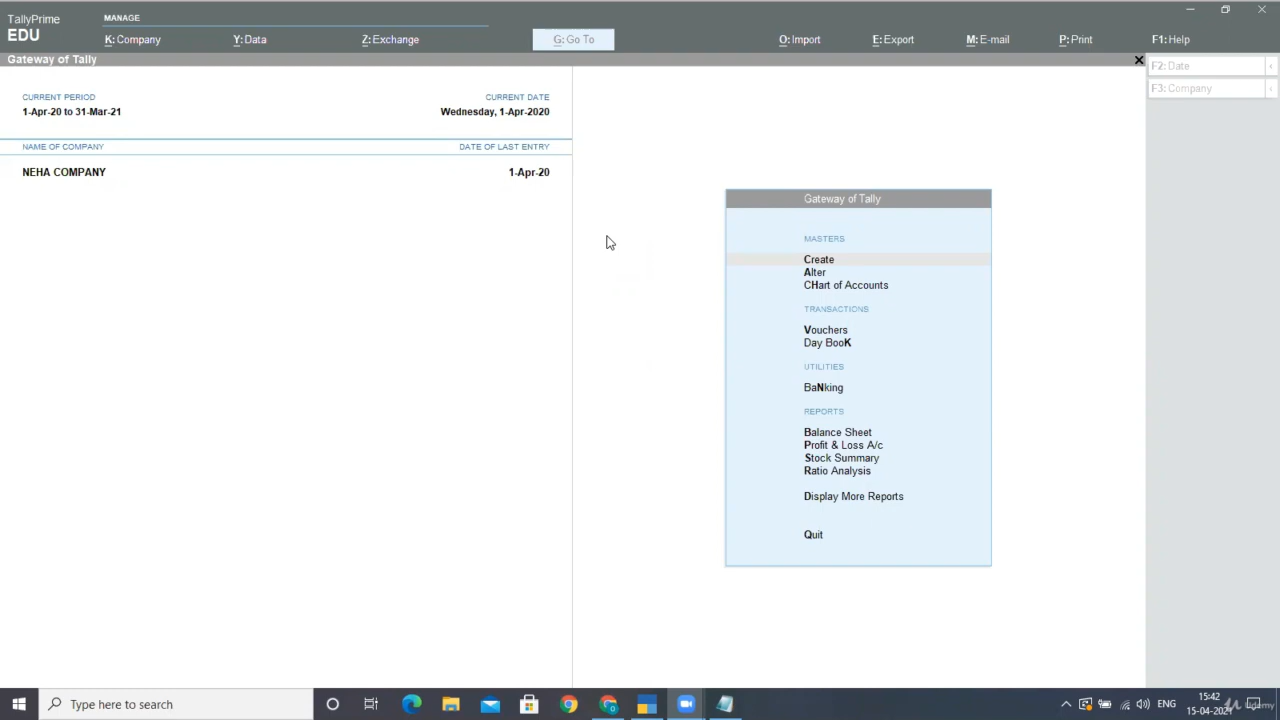 TallyPrime
EDU
MANAGE
K: Company
Y: Data
Z: Exchange
G: Go To
O: Import
E: Export
M: E-mail
P: Print
F1: Help
Gateway of Tally
F2: Date
F3: Company
CURRENT PERIOD
CURRENT DATE
1-Apr-20 to 31-Mar-21
Wednesday, 1-Apr-2020
NAME OF COMPANY
DATE OF LAST ENTRY
NEHA COMPANY
1-Apr-20
Gateway of Tally
MASTERS
Create
Alter
CHart of Accounts
TRANSACTIONS
Vouchers
Day BooK
UTILITIES
BaNking
REPORTS
Balance Sheet
Profit & Loss A/c
Stock Summary
Ratio Analysis
Display More Reports
Quit
Type here to search
ENG
15:42
15-04-2021
Udemy